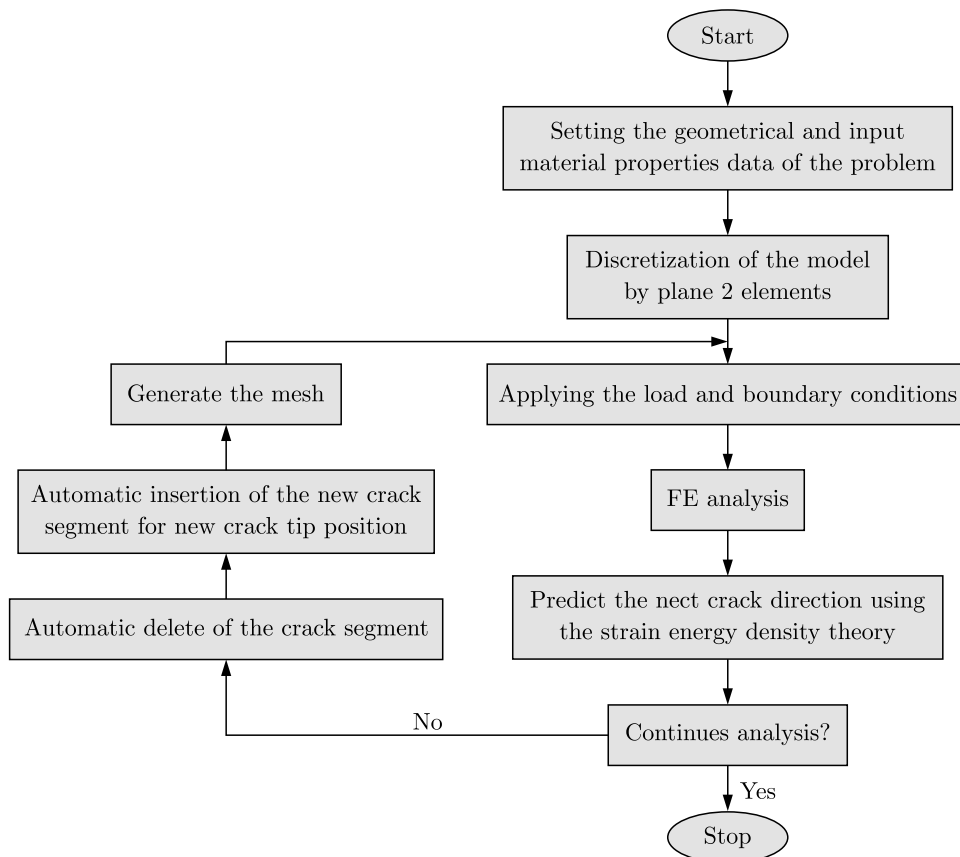 Start
Setting the geometrical and input
material properties data of the problem
Discretization of the model
by plane 2 elements
Generate the mesh
Applying the load and boundary conditions
Automatic insertion of the new crack
segment for new crack tip position
FE analysis
Automatic delete of the crack segment
Predict the nect crack direction using
the strain energy density theory
No
Continues analysis?
Yes
Stop